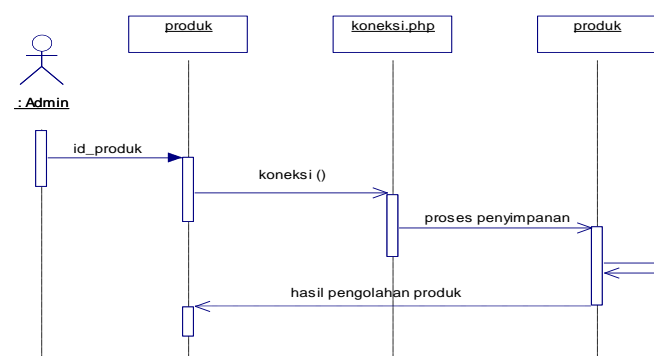 produk
koneksi.php
produk
: Admin
id_produk
koneksi ()
proses penyimpanan
hasil pengolahan produk